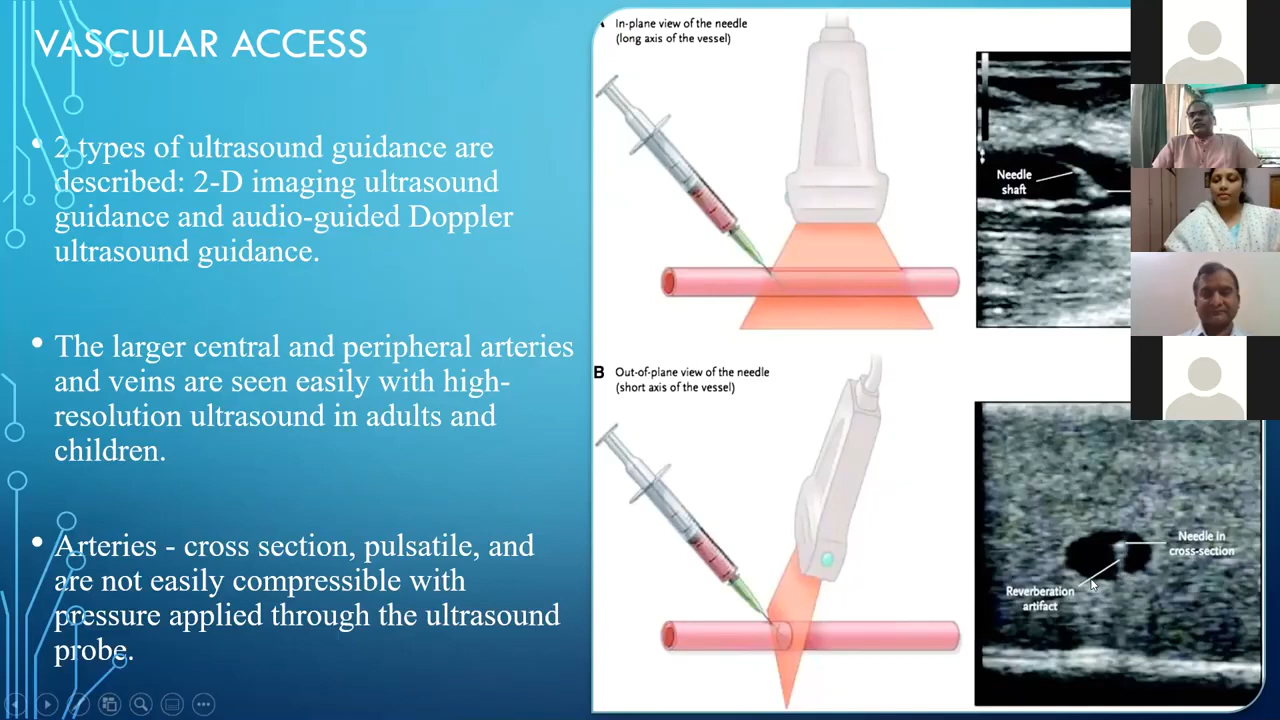 VASCULAR ACCESS
• 2 types of ultrasound guidance are
described: 2-D imaging ultrasound
guidance and audio-guided Doppler
ultrasound guidance.
• The larger central and peripheral arteries
and veins are seen easily with high-
resolution ultrasound in adults and
children.
• Arteries - cross section, pulsatile, and
are not easily compressible with
pressure applied through the ultrasound
probe.
In-plane view of the needle
(long axis of the vessel)
Needle
shaft
B Out-of-plane view of the needle
(short axis of the vessel)
Needle in
cross-section
Reverberation
artifact